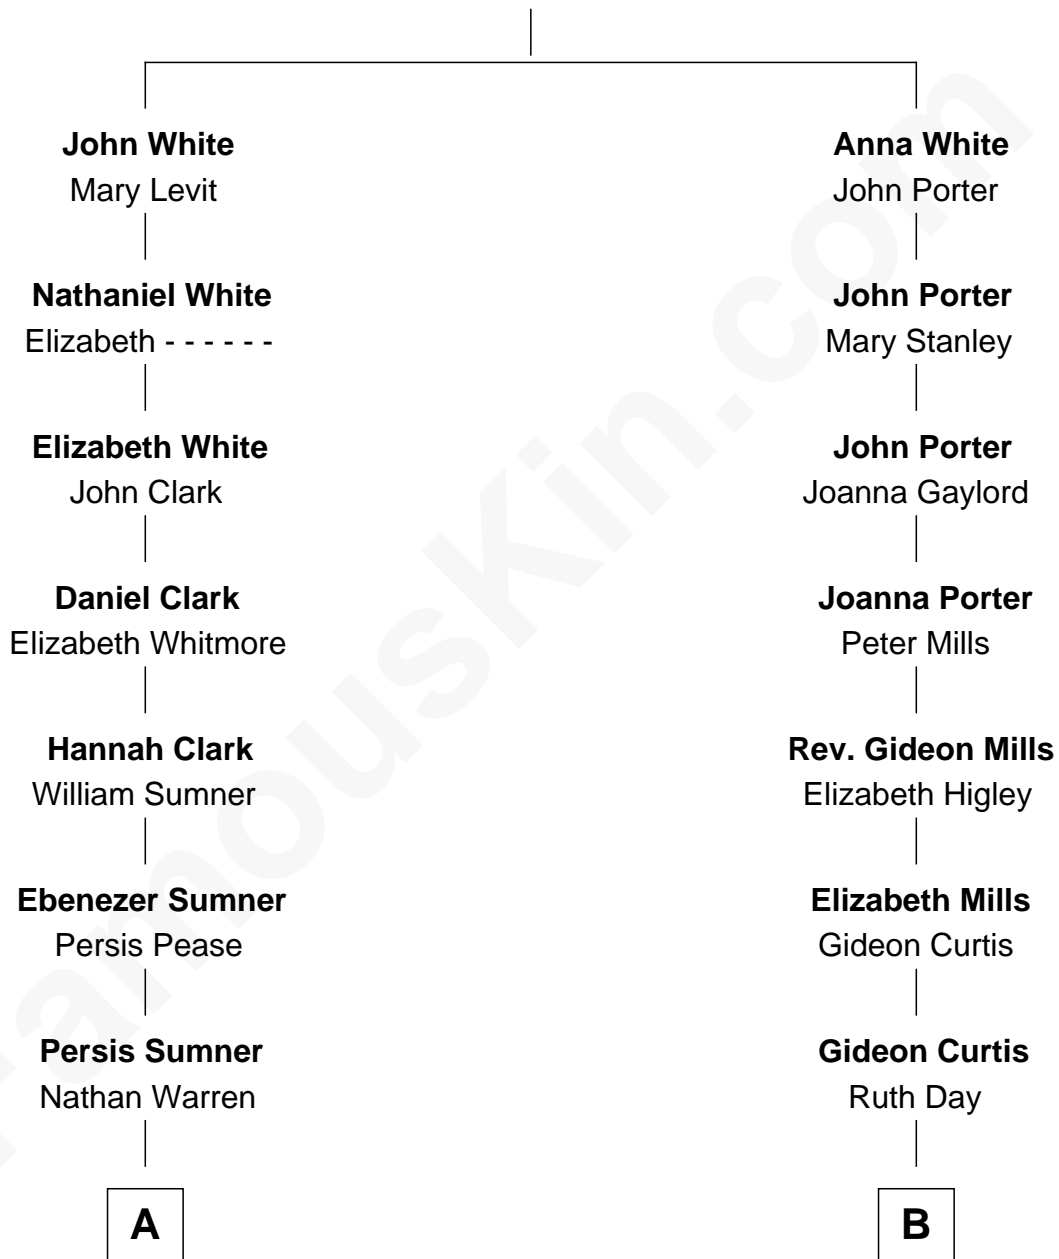 John White
Mary Levit
Nathaniel White
Elizabeth - - - - - -
Elizabeth White
John Clark
Daniel Clark
Elizabeth Whitmore
Hannah Clark
William Sumner
Ebenezer Sumner
Persis Pease
Persis Sumner
Nathan Warren
A
Anna White
John Porter
John Porter
Mary Stanley
John Porter
Joanna Gaylord
Joanna Porter
Peter Mills
Rev. Gideon Mills
Elizabeth Higley
Elizabeth Mills
Gideon Curtis
Gideon Curtis
Ruth Day
B
FamousKin.com